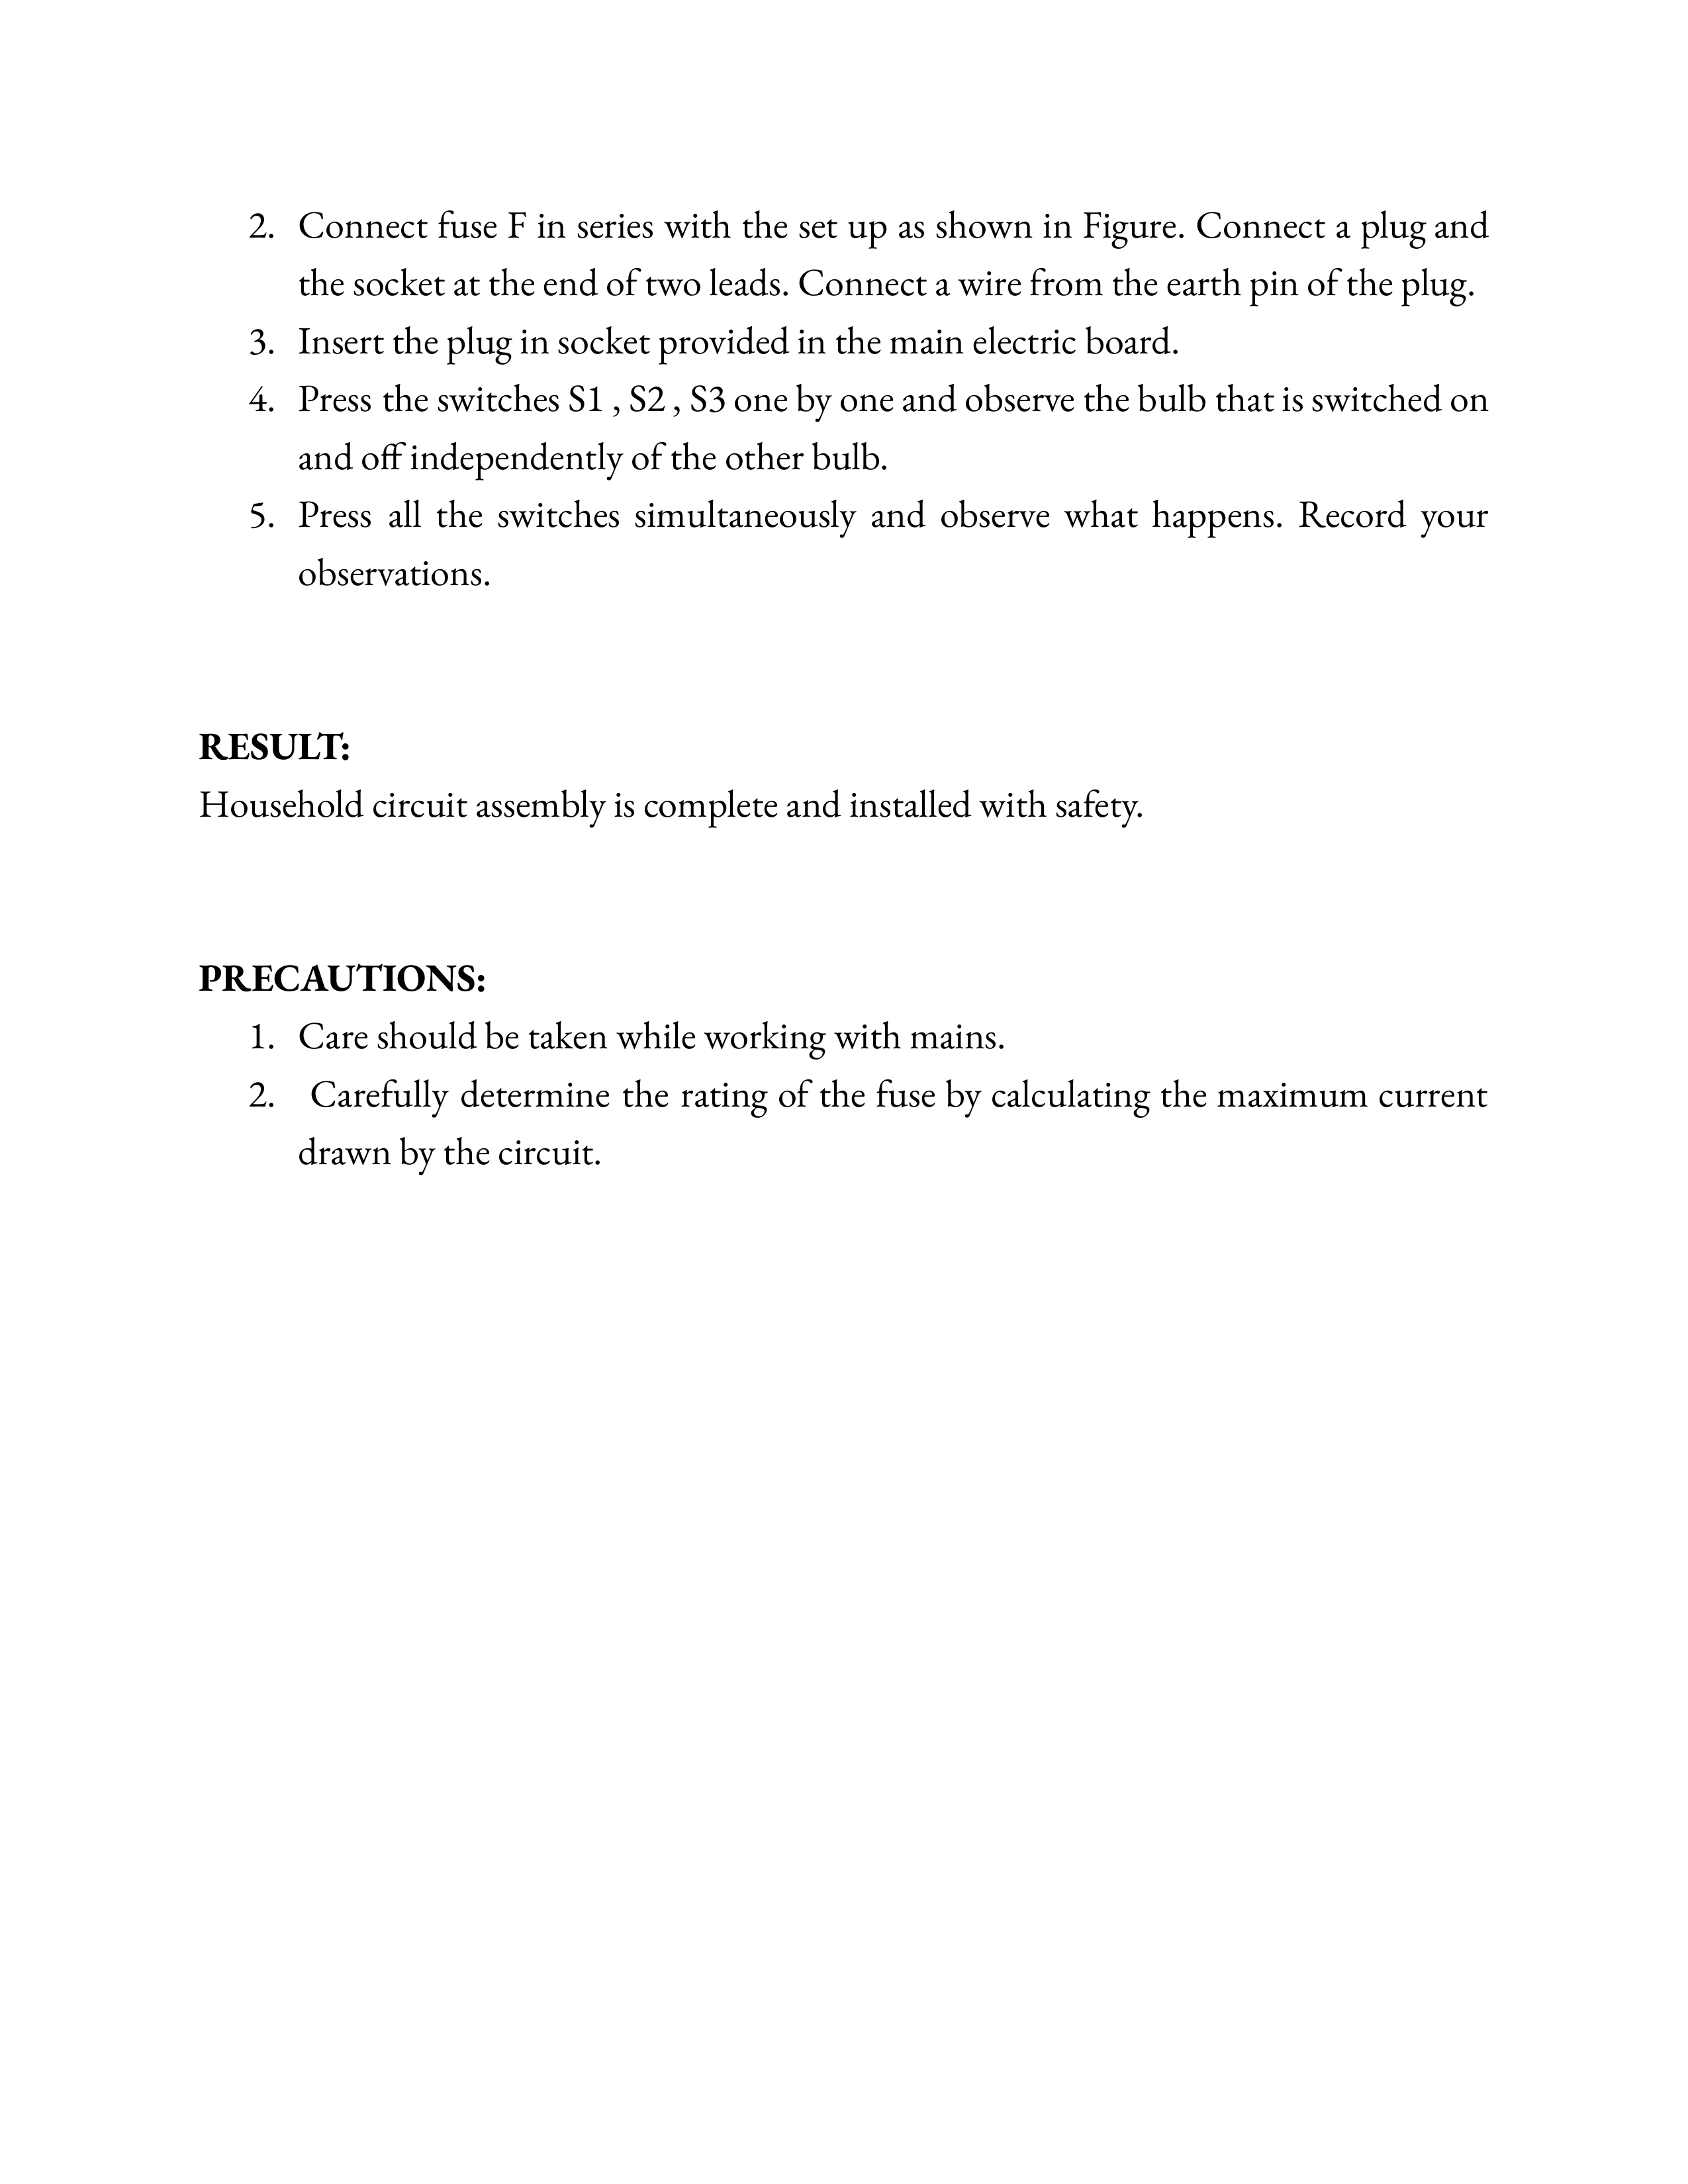 2. Connect fuse F in series with the set up as shown in Figure. Connect a plug and
the socket at the end of two leads. Connect a wire from the earth pin of the plug.
3. Insert the plug in socket provided in the main electric board.
4. Press the switches S1 , S2 , S3 one by one and observe the bulb that is switched on
and off independently of the other bulb.
5. Press all the switches simultaneously and observe what happens. Record your
observations.
RESULT:
Household circuit assembly is complete and installed with safety.
PRECAUTIONS:
1. Care should be taken while working with mains.
2. Carefully determine the rating of the fuse by calculating the maximum current
drawn by the circuit.